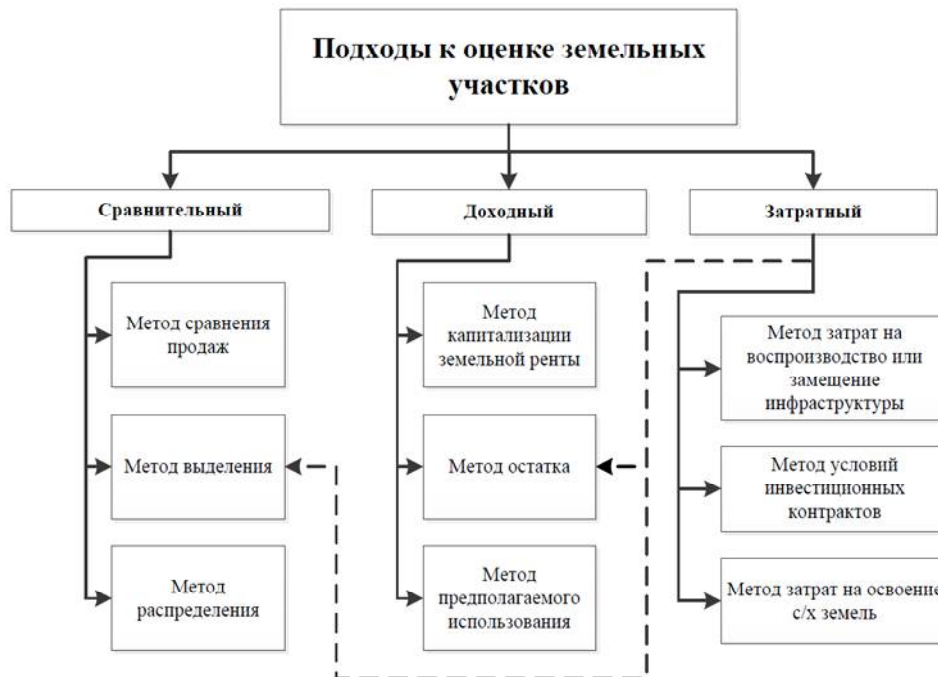 Подходы к оценке земельных
участков
Сравнительный
Доходный
Затратный
Метод сравнения
продаж
Метод выделения
Метод
распределения
Метод
капитализации
земельной ренты
Метод остатка
Метод
предполагаемого
использования
Метод затрат на
воспроизводство или
замещение
инфраструктуры
Метод условий
инвестиционных
контрактов
Метод затрат на освоение
с/х земель